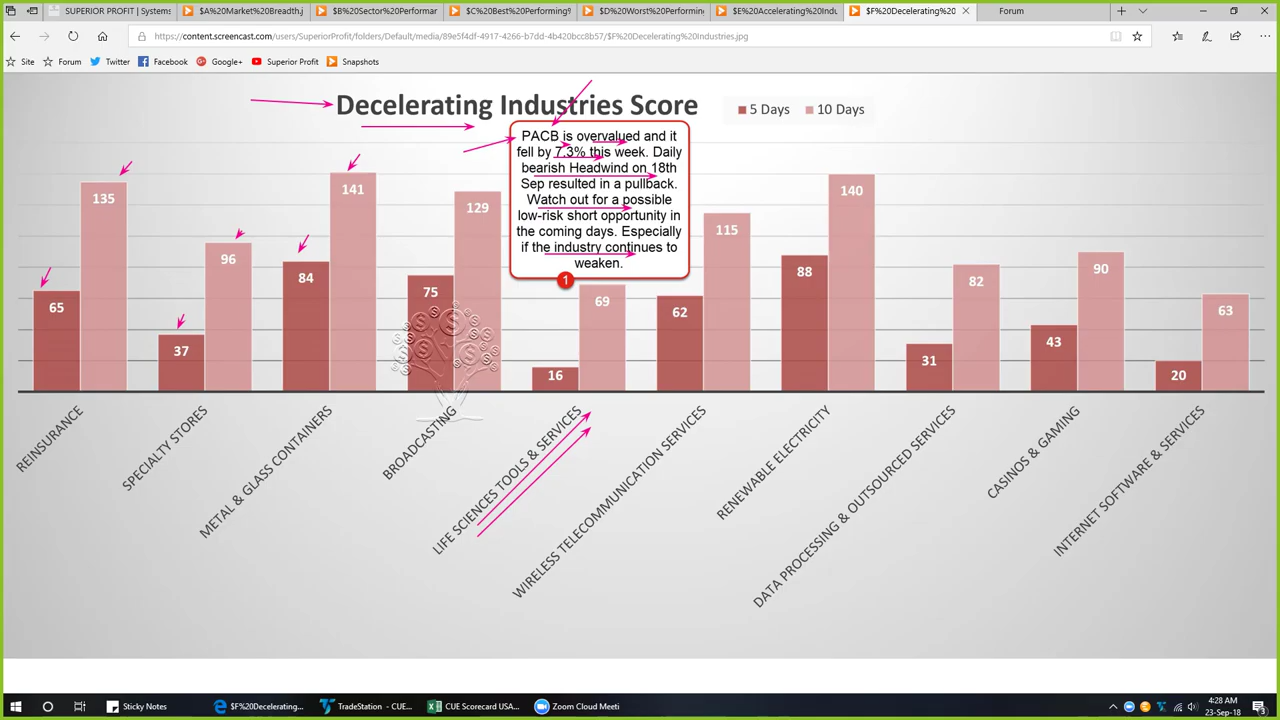 SUPERIOR PROFIT | Systems
$A%20Market%20Breadth.j
$B%20Sector%20Performar
$C%20Best%20Performing%
$D%20Worst%20Performing
$E%20Accelerating%20Indu
$F%20Decelerating%20
Forum
https://content.screencast.com/users/SuperiorProfit/folders/Default/media/89e5f4df-4917-4266-b7dd-4b420bcc8b57/$F%20Decelerating%20Industries.jpg
Site
Forum
Twitter
Facebook
Google+
Superior Profit
Snapshots
Decelerating Industries Score
5 Days
10 Days
PACB is overvalued and it
fell by 7.3% this week. Daily
bearish Headwind on 18th
Sep resulted in a pullback.
Watch out for a possible
low-risk short opportunity in
the coming days. Especially
if the industry continues to
weaken.
1
65
135
37
96
84
141
75
129
16
69
62
115
88
140
31
82
43
90
20
63
REINSURANCE
SPECIALTY STORES
METAL & GLASS CONTAINERS
BROADCASTING
LIFE SCIENCES TOOLS & SERVICES
WIRELESS TELECOMMUNICATION SERVICES
RENEWABLE ELECTRICITY
DATA PROCESSING & OUTSOURCED SERVICES
CASINOS & GAMING
INTERNET SOFTWARE & SERVICES
Sticky Notes
$F%20Decelerating...
TradeStation - CUE...
CUE Scorecard USA...
Zoom Cloud Meeti
4:28 AM
23-Sep-18
3